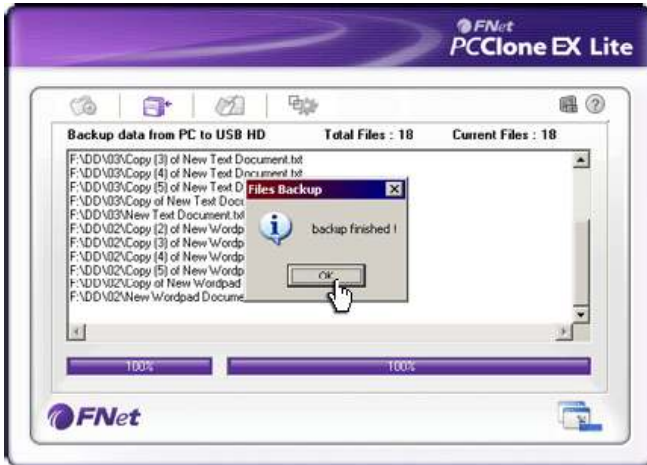 FNet
PCClone EX Lite
Backup data from PC to USB HD Total Files : 18 Current Files : 18
F:\DD\03\Copy (3) of New Text Document.txt
F:\DD\03\Copy (4) of New Text Document.txt
F:\DD\03\Copy (5) of New Text D
F:\DD\03\Copy of New Text Docu
F:\DD\03\New Text Document.txt
F:\DD\02\Copy (2) of New Wordp
F:\DD\02\Copy (3) of New Wordp
F:\DD\02\Copy (4) of New Wordp
F:\DD\02\Copy (5) of New Wordp
F:\DD\02\Copy of New Wordpad
F:\DD\02\New Wordpad Docume
Files Backup
backup finished !
OK
100% 100%
FNet